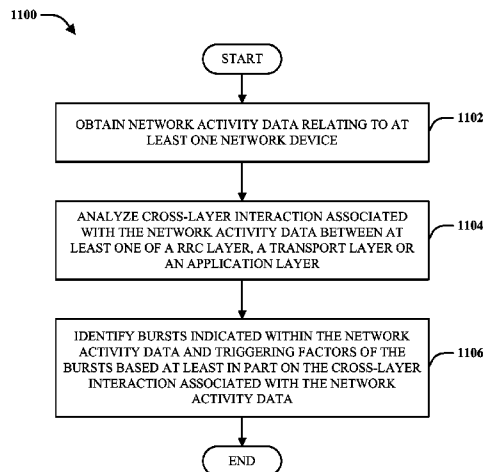 1100
START
OBTAIN NETWORK ACTIVITY DATA RELATING TO AT
LEAST ONE NETWORK DEVICE
1102
ANALYZE CROSS-LAYER INTERACTION ASSOCIATED
WITH THE NETWORK ACTIVITY DATA BETWEEN AT
LEAST ONE OF A RRC LAYER, A TRANSPORT LAYER OR
AN APPLICATION LAYER
1104
IDENTIFY BURSTS INDICATED WITHIN THE NETWORK
ACTIVITY DATA AND TRIGGERING FACTORS OF THE
BURSTS BASED AT LEAST IN PART ON THE CROSS-LAYER
INTERACTION ASSOCIATED WITH THE NETWORK
ACTIVITY DATA
1106
END